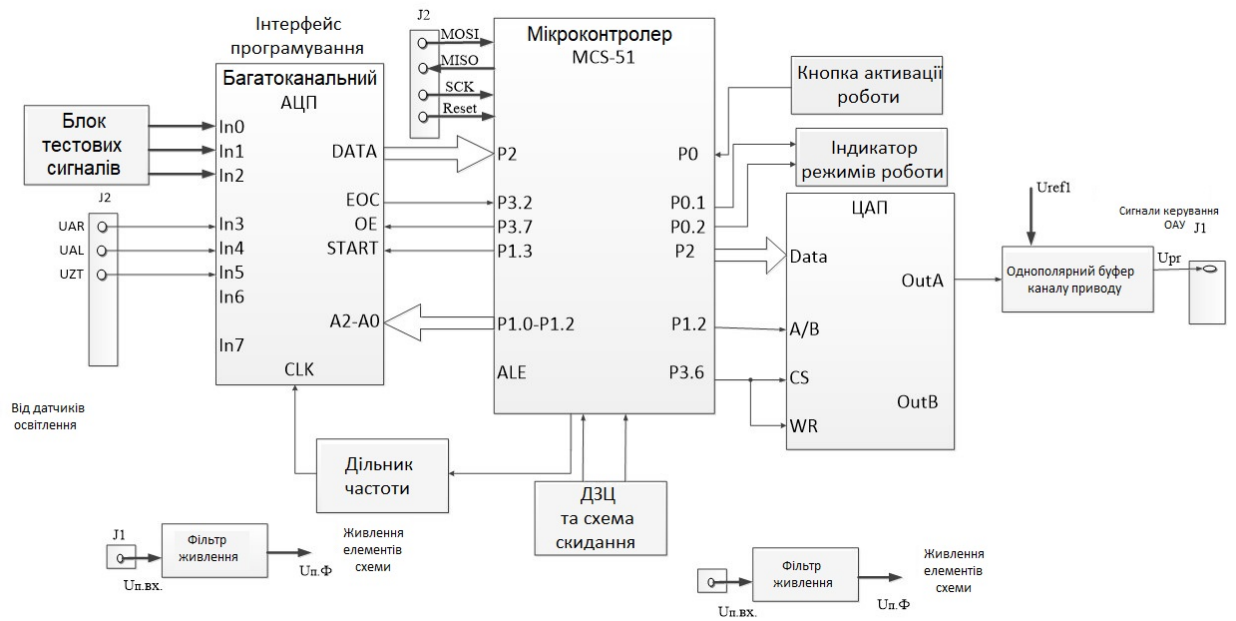 Інтерфейс
програмування
J2
MOSI
MISO
SCK
Reset
Мікроконтролер
MCS-51
P2
P3.2
P3.7
P1.3
P1.0-P1.2
ALE
P0
P0.1
P0.2
P2
P1.2
P3.6
Багатоканальний
АЦП
In0
In1
In2
In3
In4
In5
In6
In7
DATA
EOC
OE
START
A2-A0
CLK
Блок
тестових
сигналів
J2
UAR
UAL
UZT
Від датчиків
освітлення
Кнопка активації
роботи
Індикатор
режимів роботи
ЦАП
Data
A/B
CS
WR
OutA
OutB
Uref1
Однополярний буфер
каналу приводу
Upr
Сигнали керування
ОАУ
J1
Дільник
частоти
ДЗЦ
та схема
скидання
J1
Uп.вх.
Фільтр
живлення
Uп.Ф
Живлення
елементів
схеми
Uп.вх.
Фільтр
живлення
Uп.Ф
Живлення
елементів
схеми